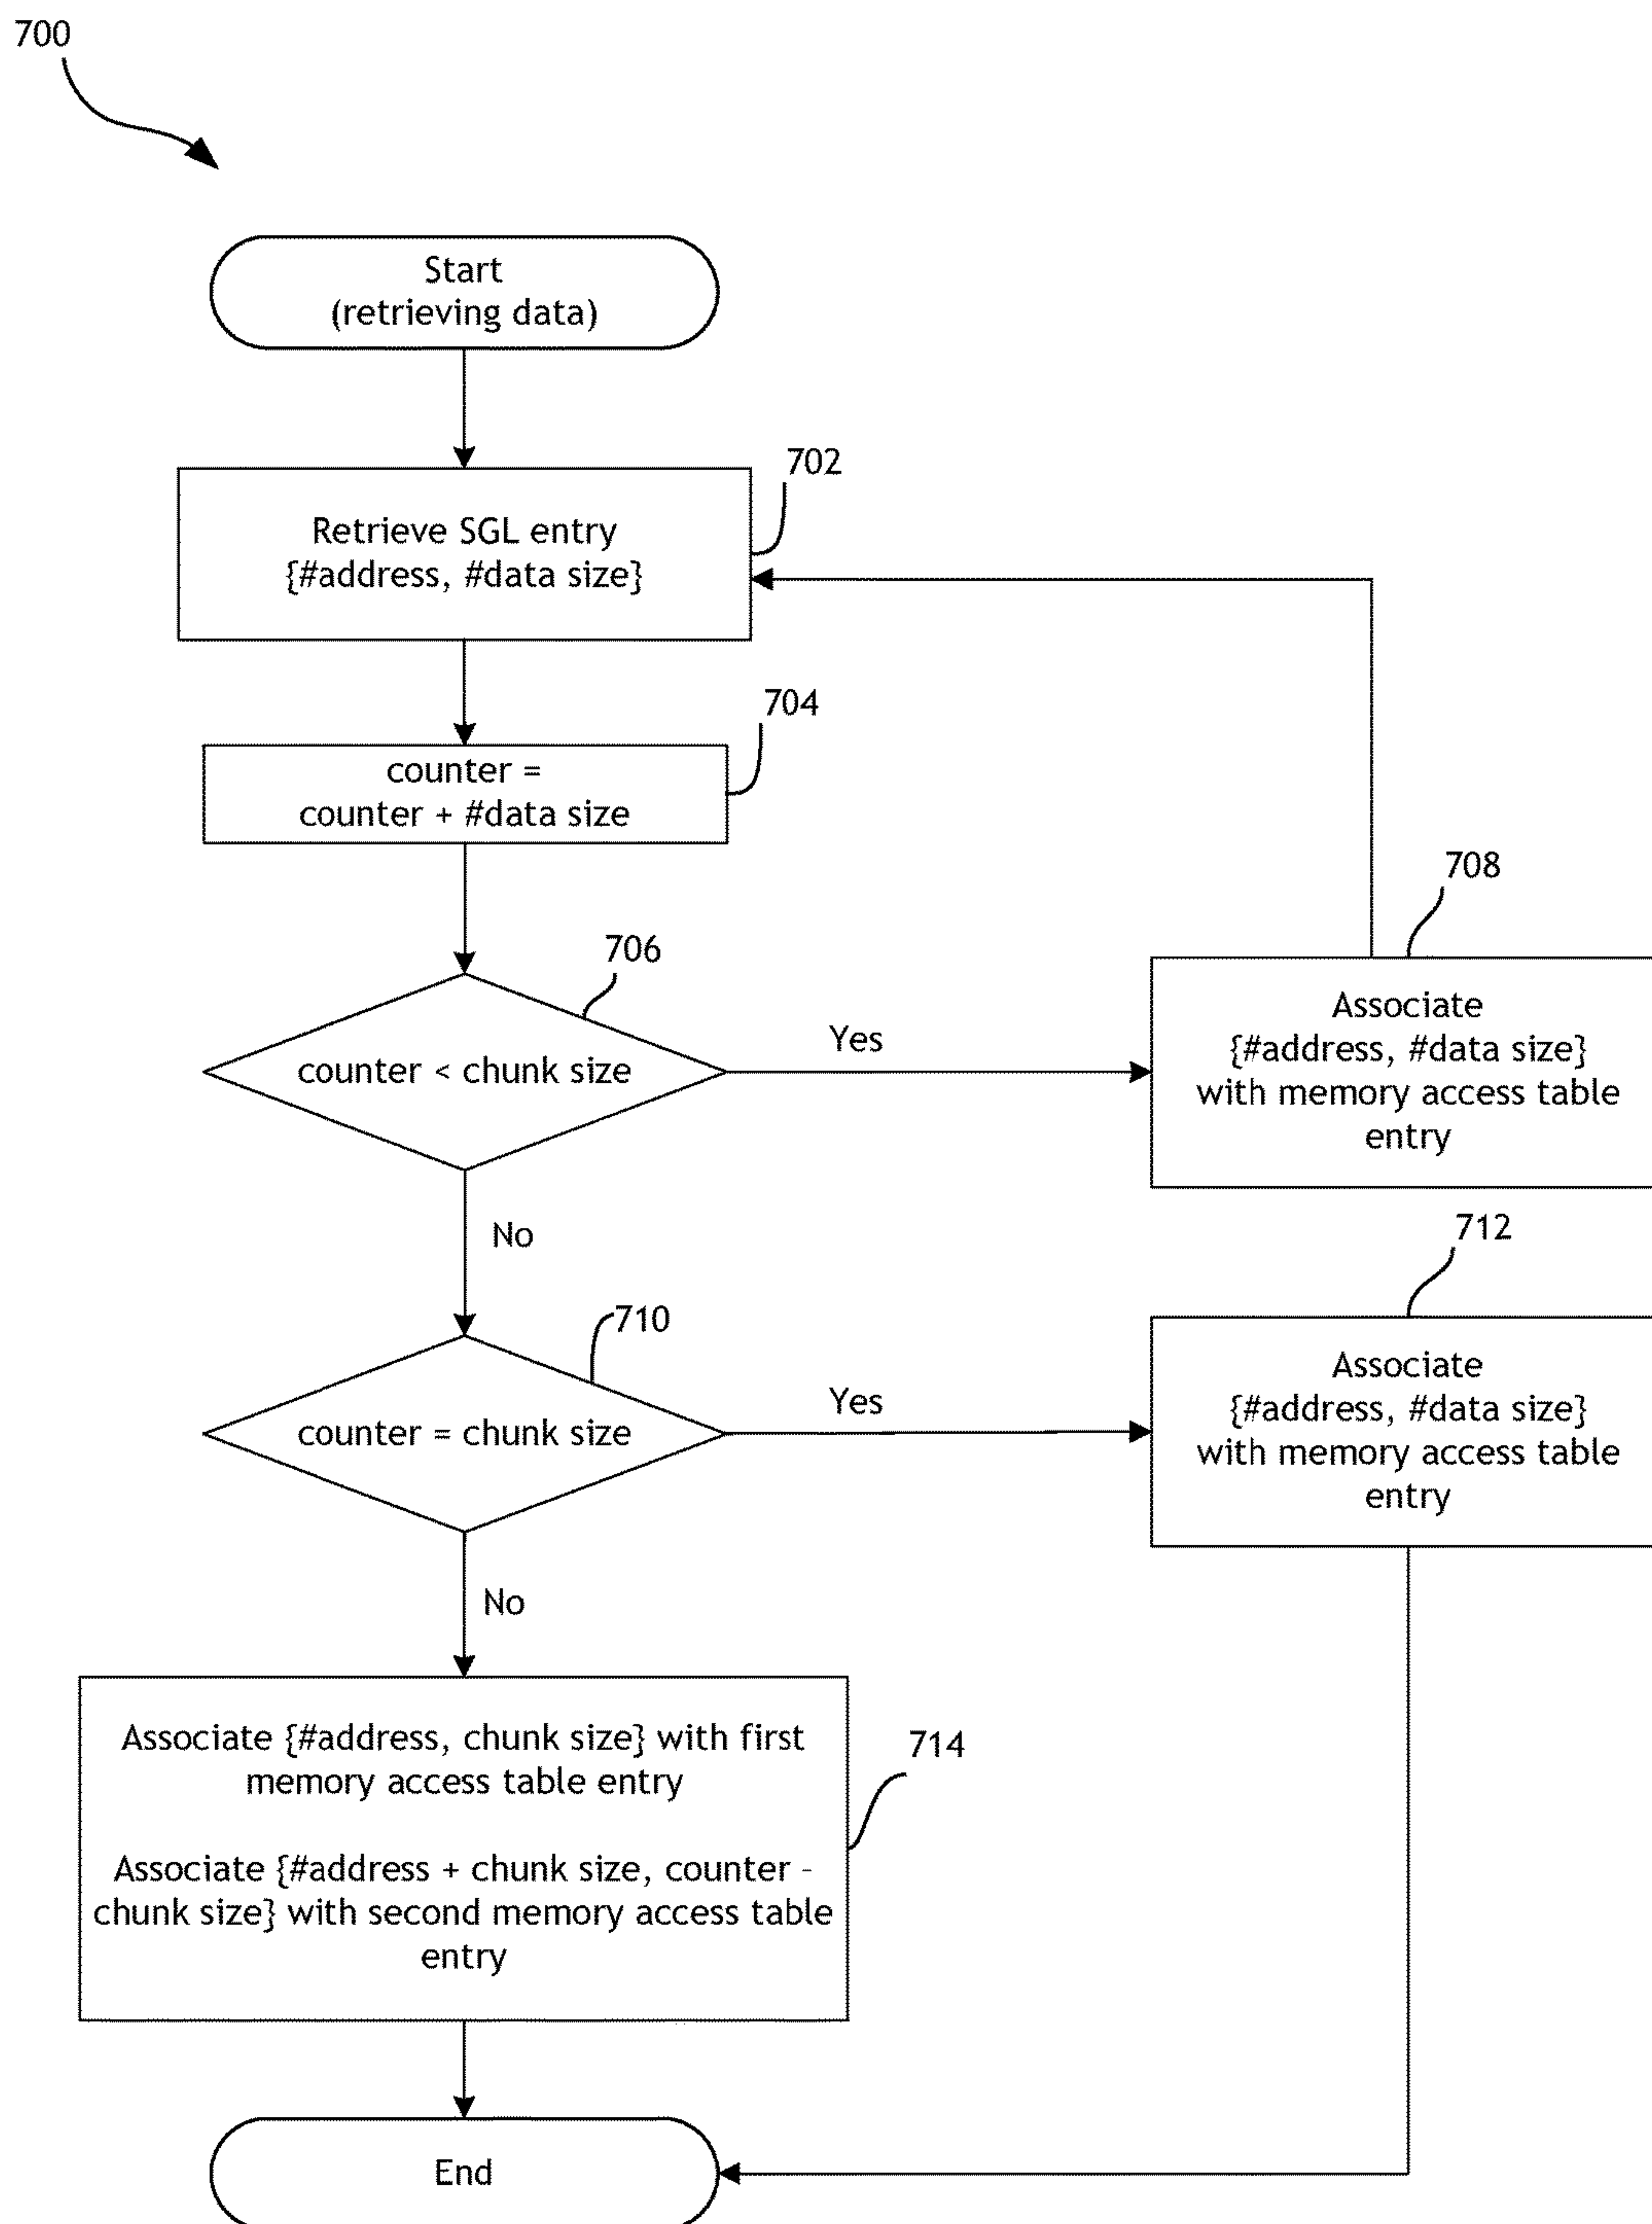 700
Start
(retrieving data)
702
Retrieve SGL entry
{#address, #data size}
704
counter =
counter + #data size
708
706
Associate
{#address, #data size}
with memory access table
entry
Yes
counter < chunk size
No
712
710
Associate
{#address, #data size}
with memory access table
entry
Yes
counter = chunk size
No
714
Associate {#address, chunk size} with first
memory access table entry
Associate {#address + chunk size, counter -
chunk size} with second memory access table
entry
End